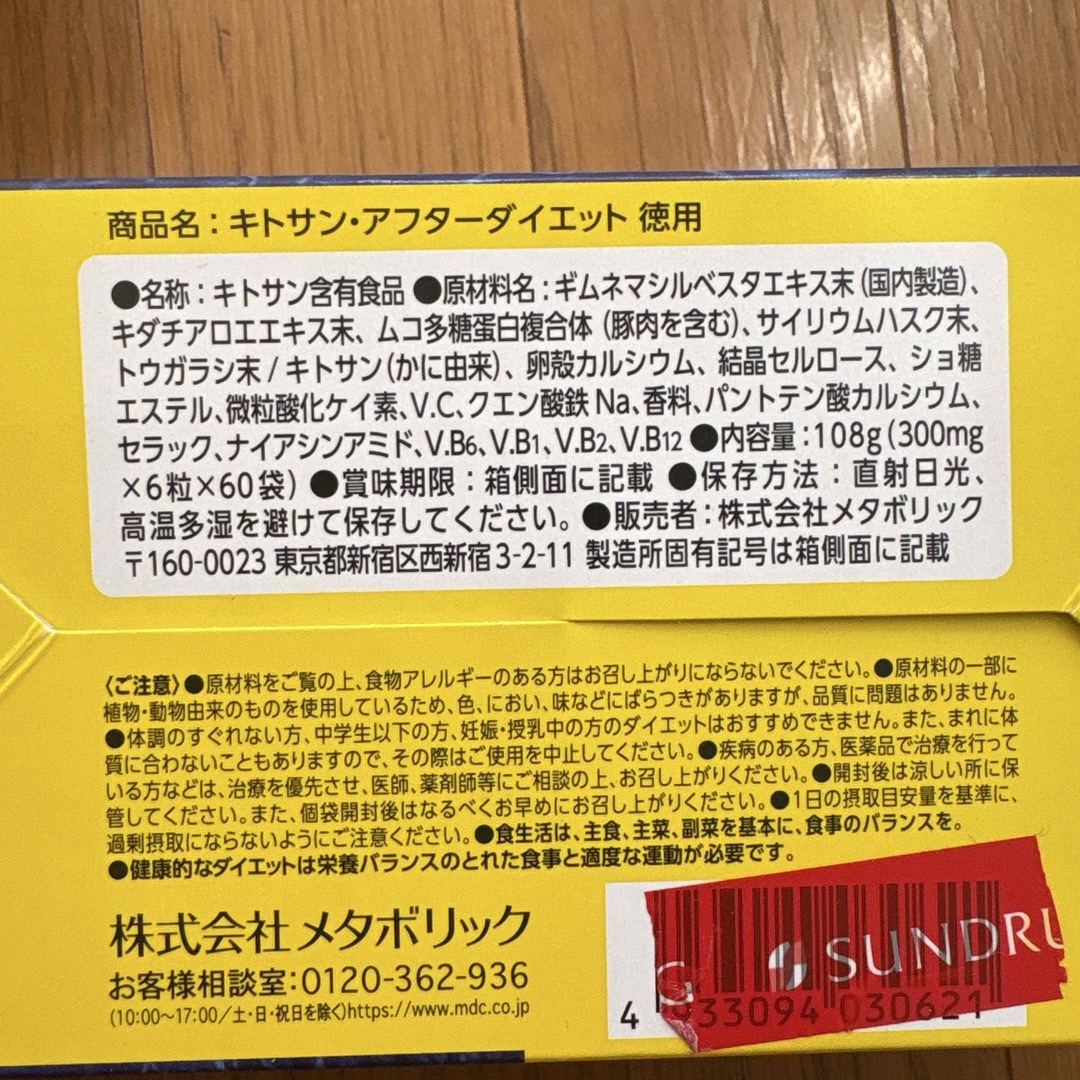 商品名：キトサン・アフターダイエット 徳用
●名称：キトサン含有食品 ●原材料名：ギムネマシルベスタエキス末（国内製造）、
キダチアロエエキス末、ムコ多糖蛋白複合体（豚肉を含む）、サイリウムハスク末、
トウガラシ末／キトサン（かに由来）、卵殻カルシウム、結晶セルロース、ショ糖
エステル、微粒酸化ケイ素、V.C、クエン酸鉄Na、香料、パントテン酸カルシウム、
セラック、ナイアシンアミド、V.B6、V.B1、V.B2、V.B12 ●内容量：108g（300mg
×6粒×60袋）●賞味期限：箱側面に記載 ●保存方法：直射日光、
高温多湿を避けて保存してください。●販売者：株式会社メタボリック
〒160-0023 東京都新宿区西新宿3-2-11 製造所固有記号は箱側面に記載
〈ご注意〉●原材料をご覧の上、食物アレルギーのある方はお召し上がりにならないでください。●原材料の一部に
植物・動物由来のものを使用しているため、色、におい、味などにばらつきがありますが、品質に問題はありません。
●体調のすぐれない方、中学生以下の方、妊娠・授乳中の方のダイエットはおすすめできません。また、まれに体
質に合わないこともありますので、その際はご使用を中止してください。●疾病のある方、医薬品で治療を行って
いる方などは、治療を優先させ、医師、薬剤師等にご相談の上、お召し上がりください。●開封後は涼しい所に保
管してください。また、個袋開封後はなるべくお早めにお召し上がりください。●1日の摂取目安量を基準に、
過剰摂取にならないようにご注意ください。●食生活は、主食、主菜、副菜を基本に、食事のバランスを。
●健康的なダイエットは栄養バランスのとれた食事と適度な運動が必要です。
株式会社メタボリック
お客様相談室：0120-362-936
（10:00～17:00／土・日・祝日を除く）https://www.mdc.co.jp
G SUNDRU
4 933094 030621